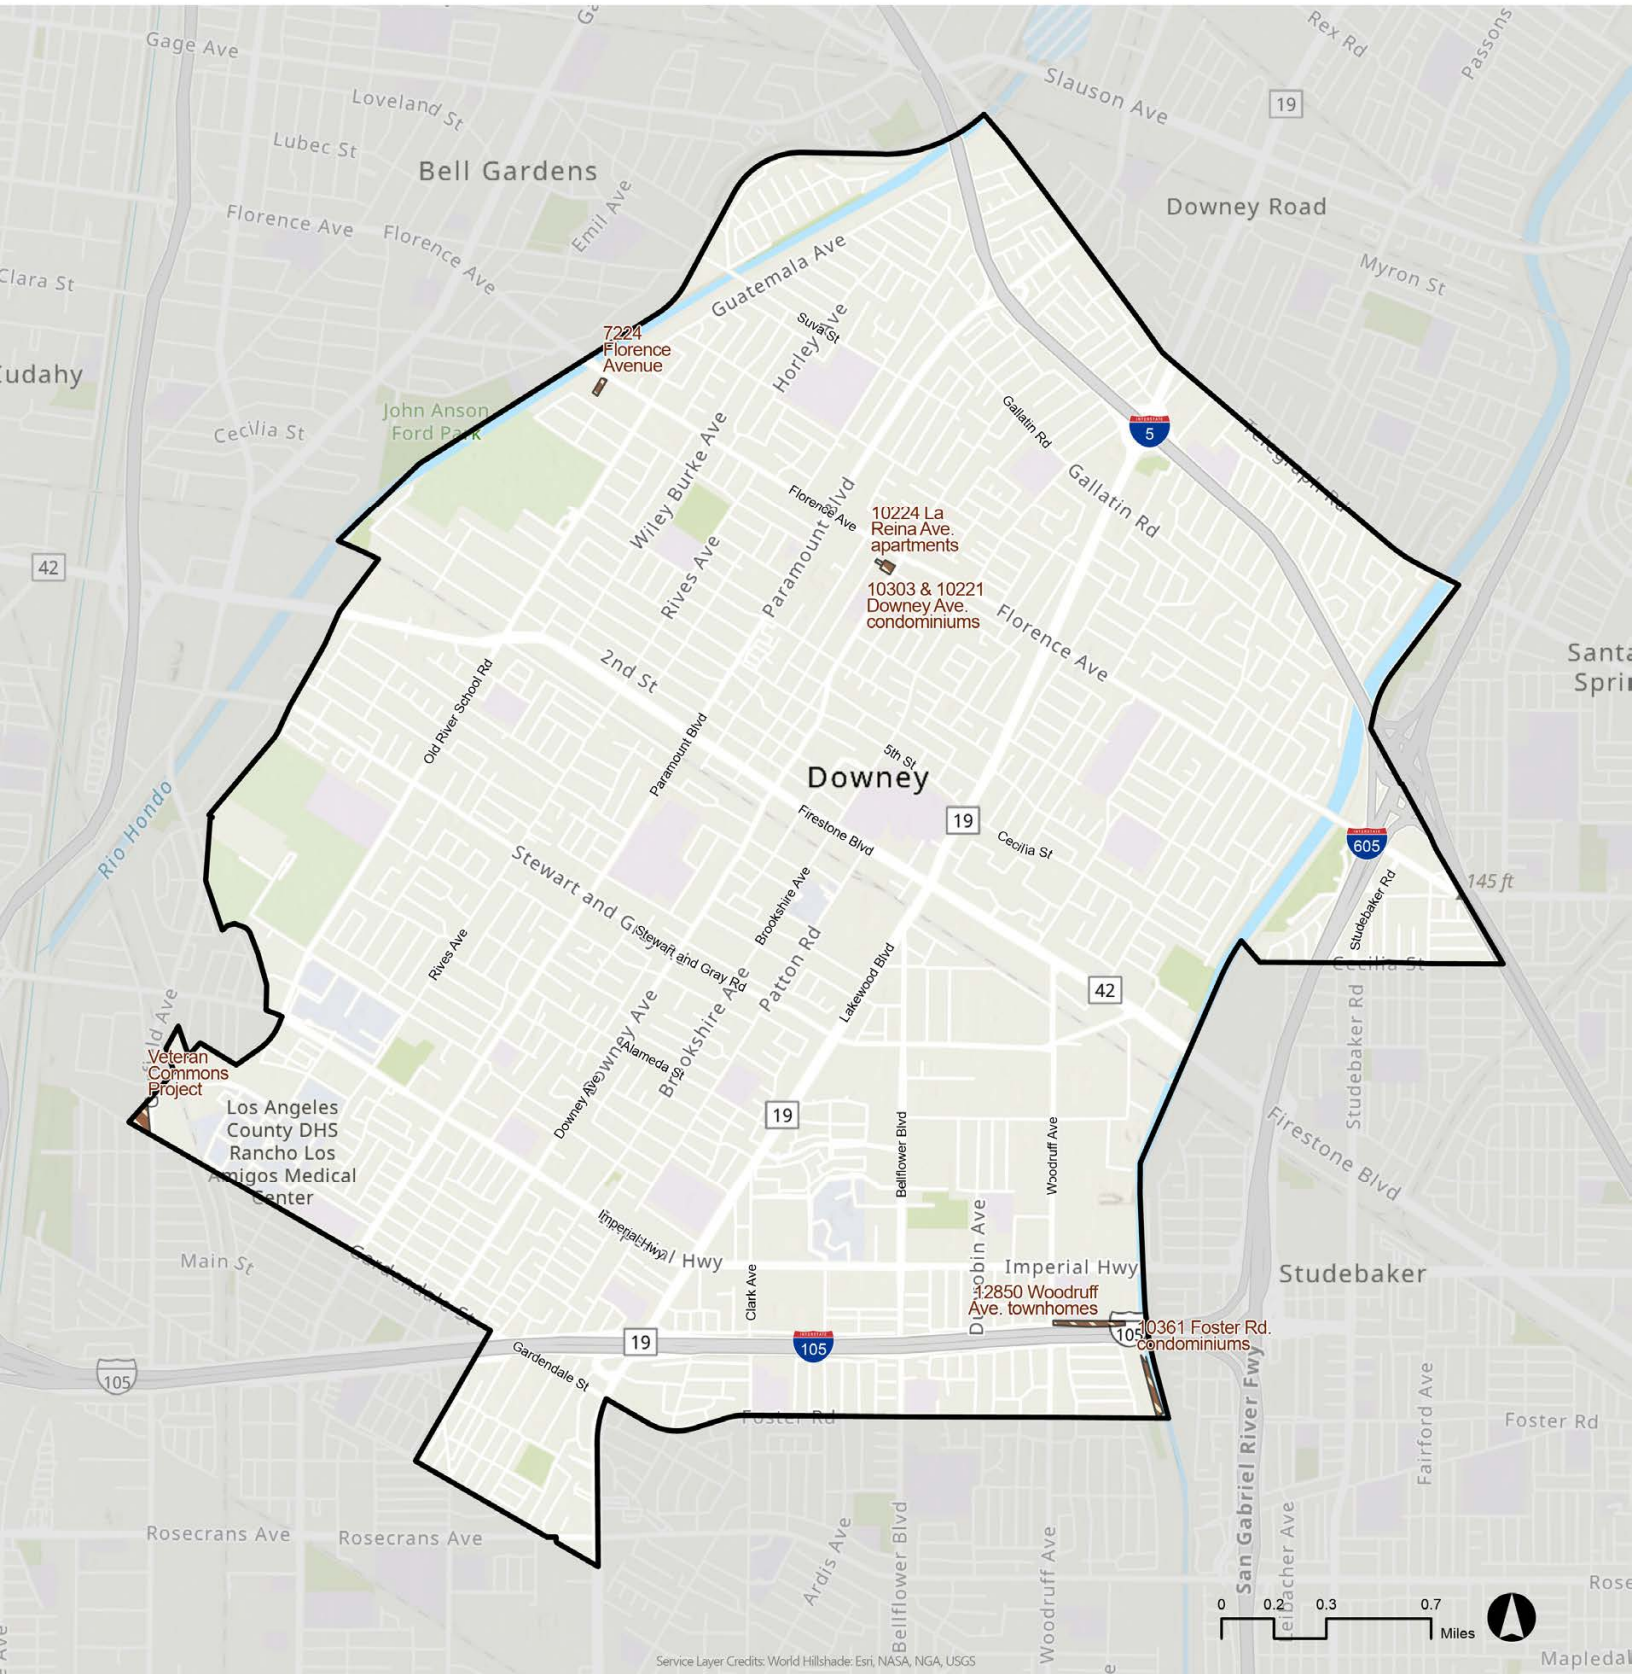 Gage Ave
Loveland St
Lubec St
Bell Gardens
Slauson Ave
Rex Rd
Passons
19
Downey Road
Florence Ave
Florence Ave
Emil Ave
Clara St
Myron St
Guatemala Ave
Suva St
Horley Ave
7224
Florence
Avenue
Cudahy
John Anson
Ford Park
Cecilia St
Wiley Burke Ave
Gallatin Rd
INTERSTATE
5
Telegraph Rd
Gallatin Rd
Florence Ave
Paramount Blvd
10224 La
Reina Ave.
apartments
42
Rives Ave
10303 & 10221
Downey Ave.
condominiums
Florence Ave
Santa
Spri
2nd St
Old River School Rd
Paramount Blvd
5th St
Downey
Firestone Blvd
19
Cecilia St
INTERSTATE
605
Rio Hondo
145 ft
Studebaker Rd
Stewart and Gray
Stewart and Gray Rd
Brookshire Ave
Rives Ave
Patton Rd
Lakewood Blvd
Cecilia St
42
Studebaker Rd
Downey Ave
Brookshire Ave
Alameda St
Downey Ave
Veteran
Commons
Project
Los Angeles
County DHS
Rancho Los
Amigos Medical
Center
19
Bellflower Blvd
Woodruff Ave
Firestone Blvd
Imperial Hwy
Imperial Hwy
Main St
Gardendale St
Clark Ave
Dunrobin Ave
Imperial Hwy
Studebaker
12850 Woodruff
Ave. townhomes
10361 Foster Rd.
condominiums
105
19
INTERSTATE
105
105
Gardendale St
Foster Rd
San Gabriel River Fwy
Fairford Ave
Foster Rd
Rosecrans Ave
Rosecrans Ave
Ardis Ave
Bellflower Blvd
Woodruff Ave
Leibacher Ave
Rose
0 0.2 0.3 0.7
Miles
Mapledal
Service Layer Credits: World Hillshade: Esri, NASA, NGA, USGS